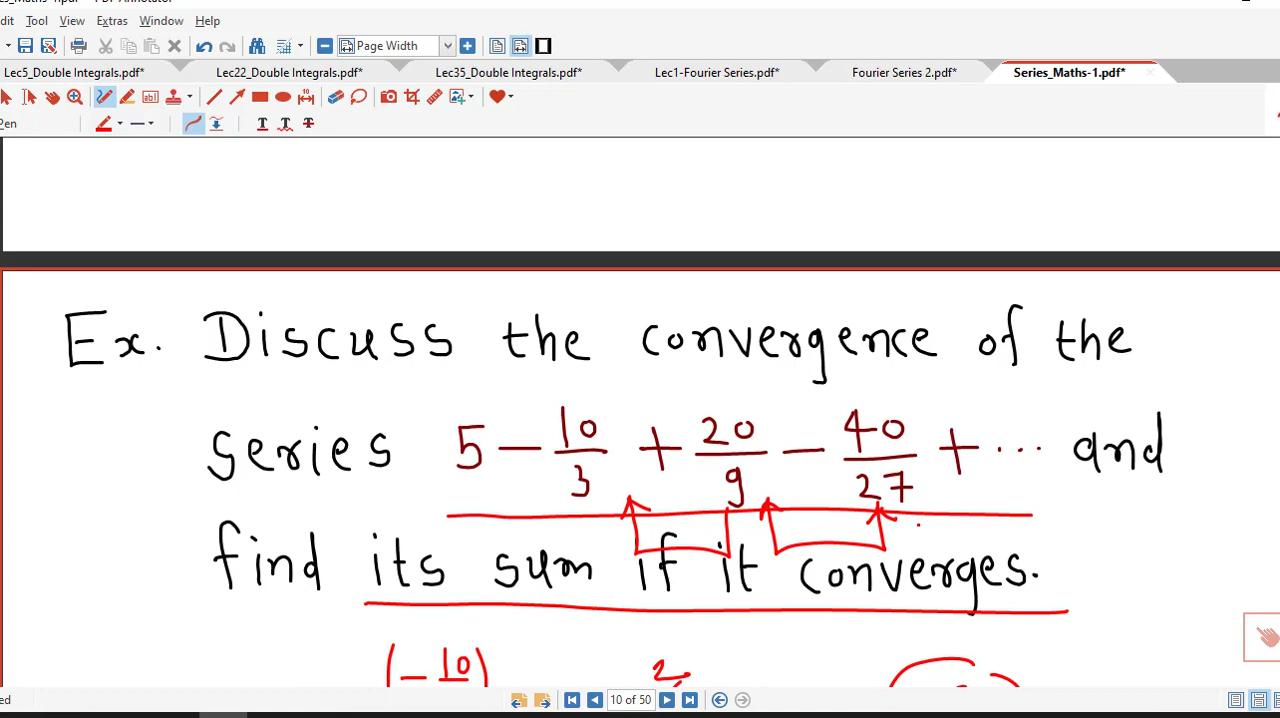 edit Tool View Extras Window Help
Page Width
Lec5_Double Integrals.pdf* Lec22_Double Integrals.pdf* Lec35_Double Integrals.pdf* Lec1-Fourier Series.pdf* Fourier Series 2.pdf* Series_Maths-1.pdf*
Ex. Discuss the convergence of the
series 5 - 10/3 + 20/9 - 40/27 + ... and
find its sum if it converges.
(- 10 2
10 of 50